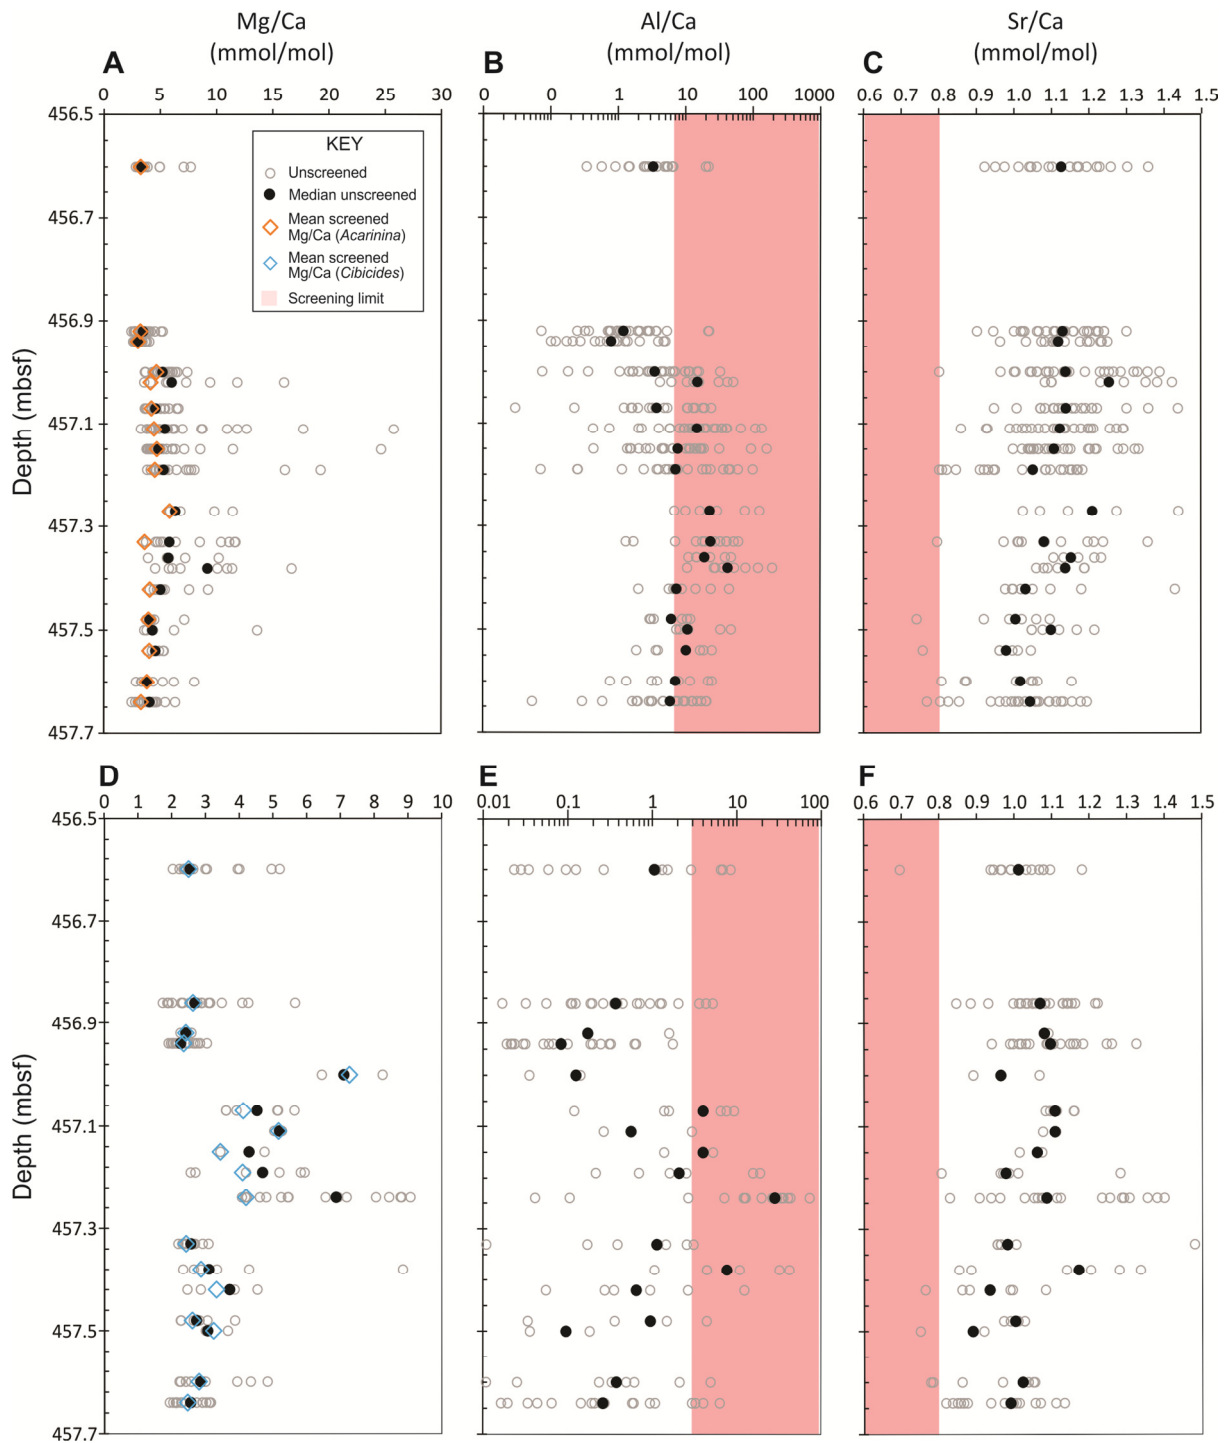 Mg/Ca
(mmol/mol)
Al/Ca
(mmol/mol)
Sr/Ca
(mmol/mol)
A
B
C
0 5 10 15 20 25 30
0 0 1 10 100 1000
0.6 0.7 0.8 0.9 1.0 1.1 1.2 1.3 1.4 1.5
456.5
456.7
456.9
457.1
457.3
457.5
457.7
Depth (mbsf)
KEY
Unscreened
Median unscreened
Mean screened
Mg/Ca (Acarinina)
Mean screened
Mg/Ca (Cibicides)
Screening limit
D
E
F
0 1 2 3 4 5 6 7 8 9 10
0.01 0.1 1 10 100
0.6 0.7 0.8 0.9 1.0 1.1 1.2 1.3 1.4 1.5
456.5
456.7
456.9
457.1
457.3
457.5
457.7
Depth (mbsf)